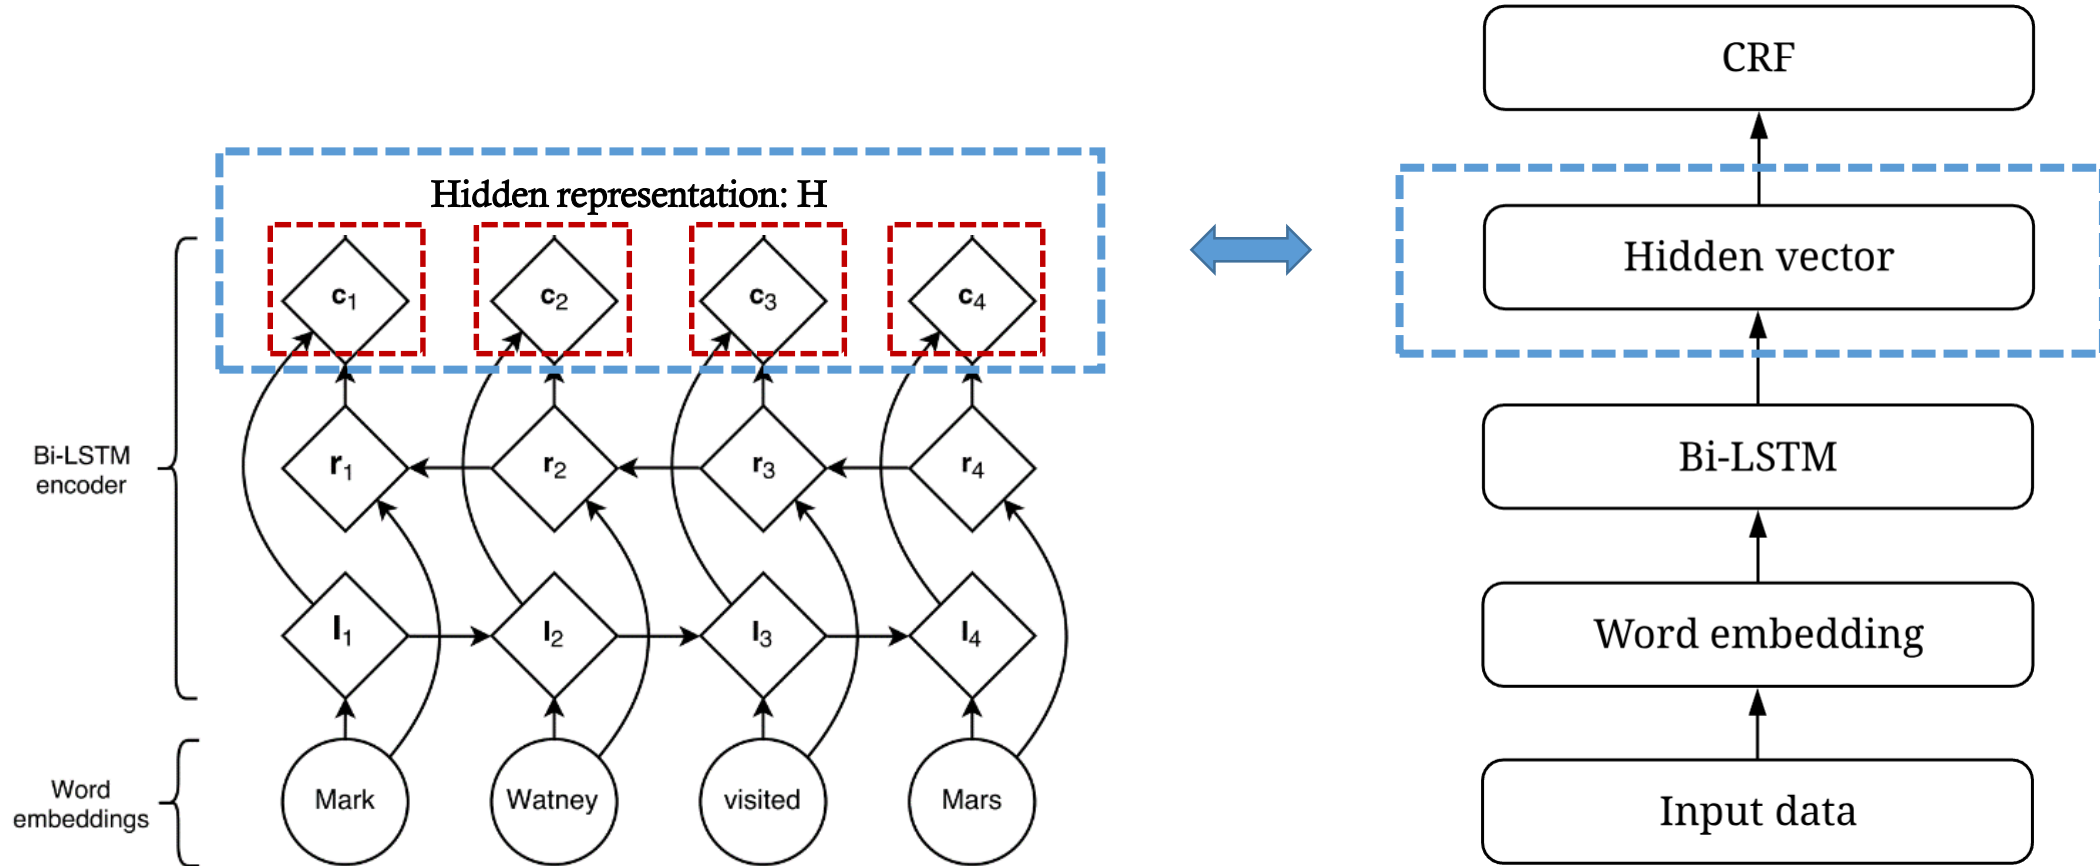 Hidden representation: H
c1 c2 c3 c4
Bi-LSTM
encoder
r1 r2 r3 r4
l1 l2 l3 l4
Word
embeddings
Mark Watney visited Mars
CRF
Hidden vector
Bi-LSTM
Word embedding
Input data